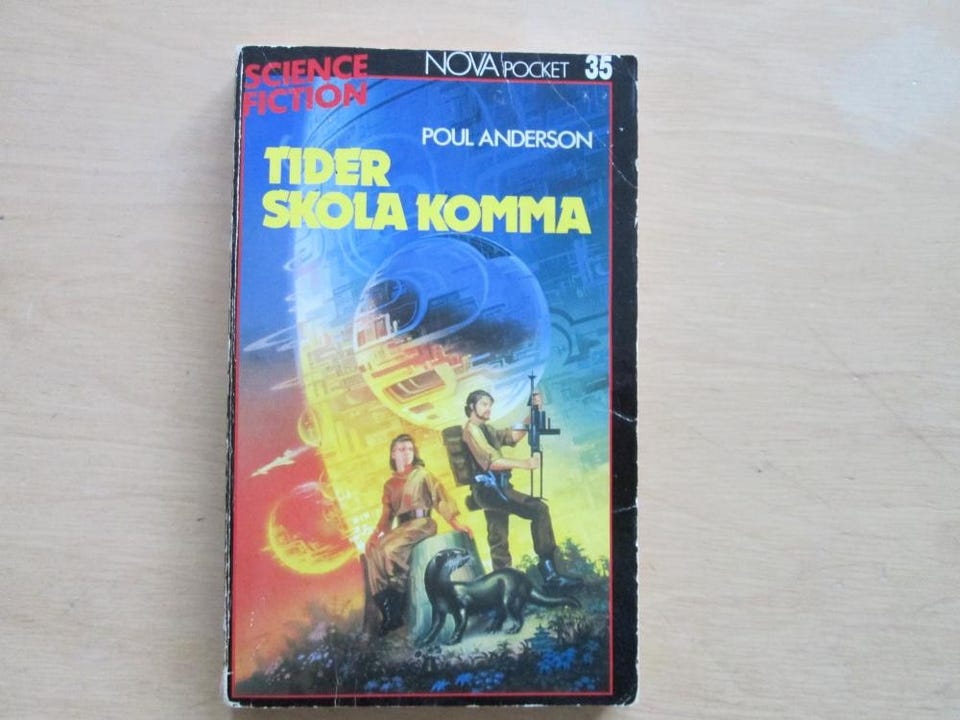 SCIENCE
FICTION
NOVA POCKET 35
POUL ANDERSON
TIDER
SKOLA KOMMA